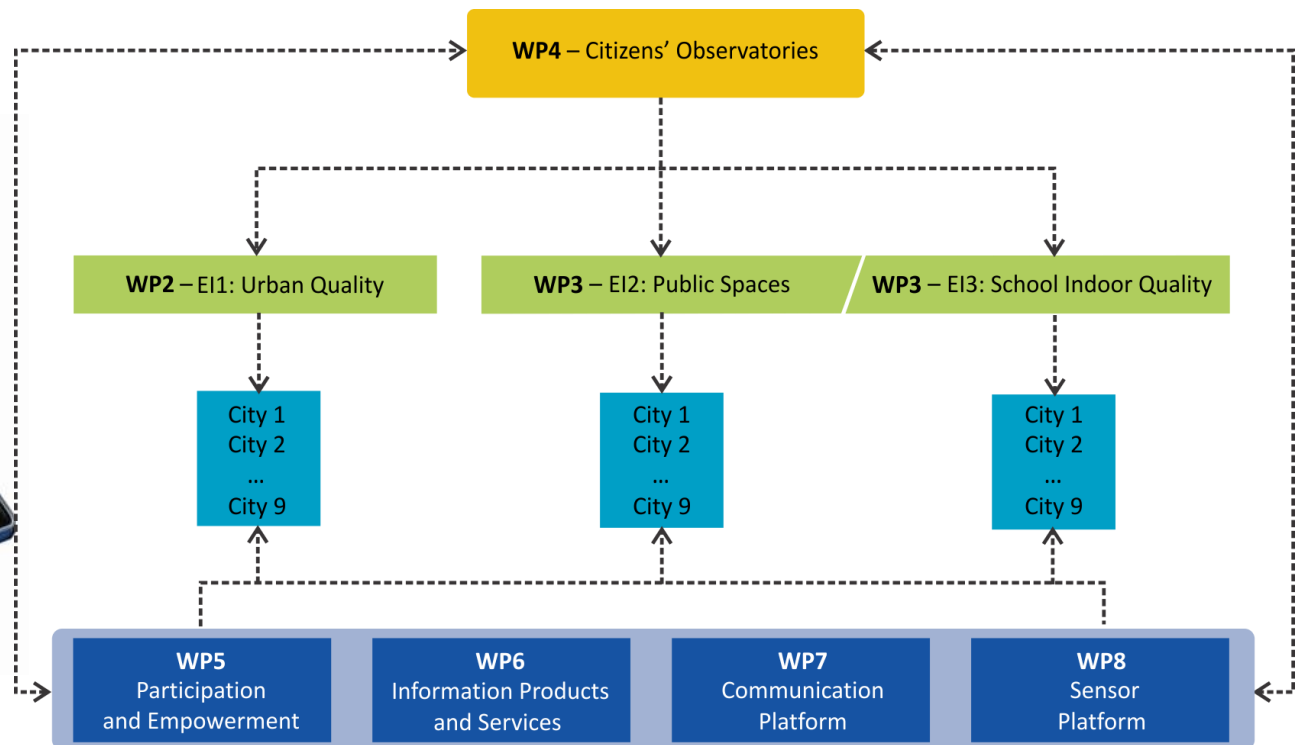 WP4 – Citizens’ Observatories
WP2 – EI1: Urban Quality
WP3 – EI2: Public Spaces
WP3 – EI3: School Indoor Quality
City 1
City 2
...
City 9
City 1
City 2
...
City 9
City 1
City 2
...
City 9
WP5
Participation
and Empowerment
WP6
Information Products
and Services
WP7
Communication
Platform
WP8
Sensor
Platform